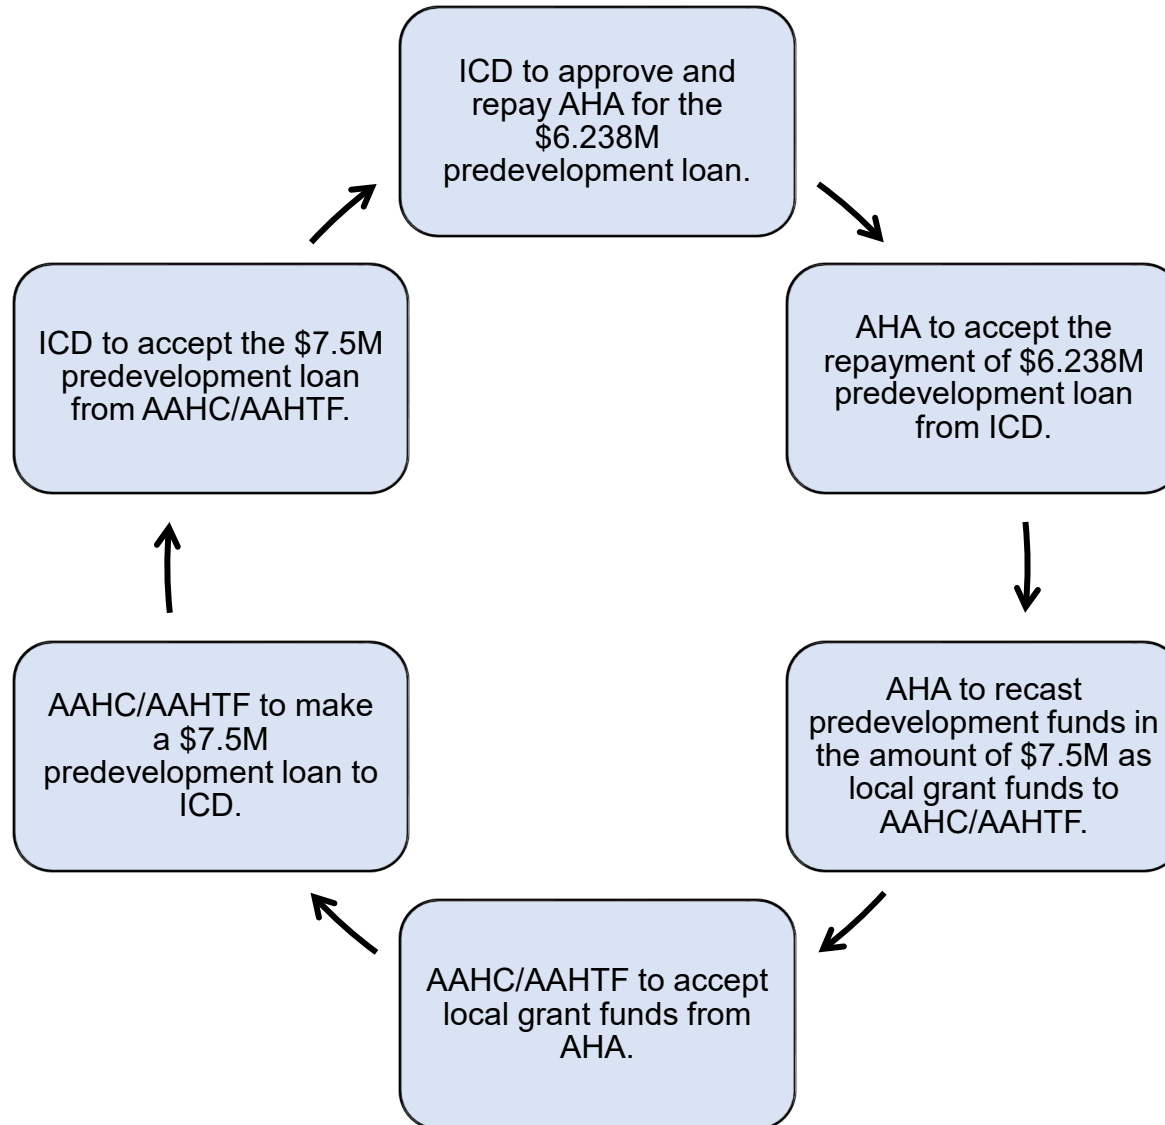 ICD to approve and
repay AHA for the
$6.238M
predevelopment loan.
AHA to accept the
repayment of $6.238M
predevelopment loan
from ICD.
AHA to recast
predevelopment funds in
the amount of $7.5M as
local grant funds to
AAHC/AAHTF.
AAHC/AAHTF to accept
local grant funds from
AHA.
AAHC/AAHTF to make
a $7.5M
predevelopment loan to
ICD.
ICD to accept the $7.5M
predevelopment loan
from AAHC/AAHTF.